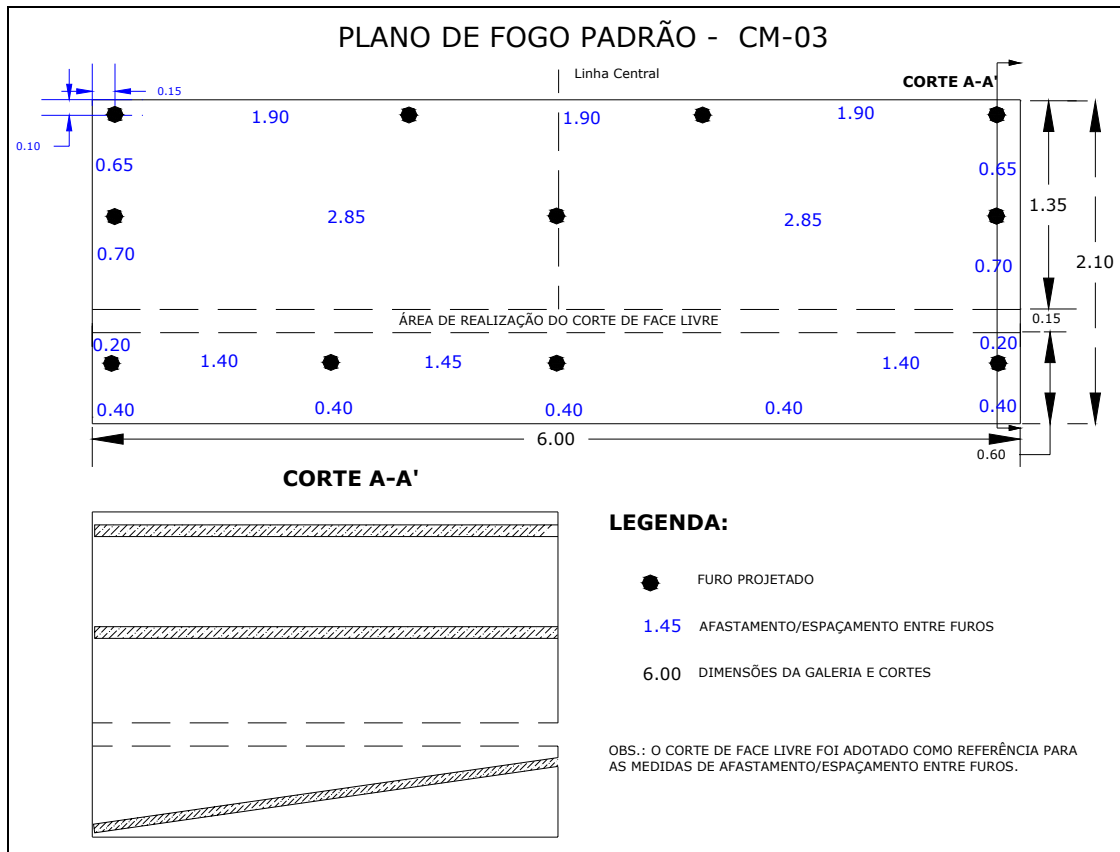 PLANO DE FOGO PADRÃO - CM-03
Linha Central
CORTE A-A'
0.15
1.90
1.90
1.90
0.10
0.65
0.65
1.35
2.85
2.85
0.70
0.70
2.10
ÁREA DE REALIZAÇÃO DO CORTE DE FACE LIVRE
0.15
0.20
0.20
1.40
1.45
1.40
0.40
0.40
0.40
0.40
0.40
6.00
0.60
CORTE A-A'
LEGENDA:
FURO PROJETADO
1.45 AFASTAMENTO/ESPAÇAMENTO ENTRE FUROS
6.00 DIMENSÕES DA GALERIA E CORTES
OBS.: O CORTE DE FACE LIVRE FOI ADOTADO COMO REFERÊNCIA PARA
AS MEDIDAS DE AFASTAMENTO/ESPAÇAMENTO ENTRE FUROS.